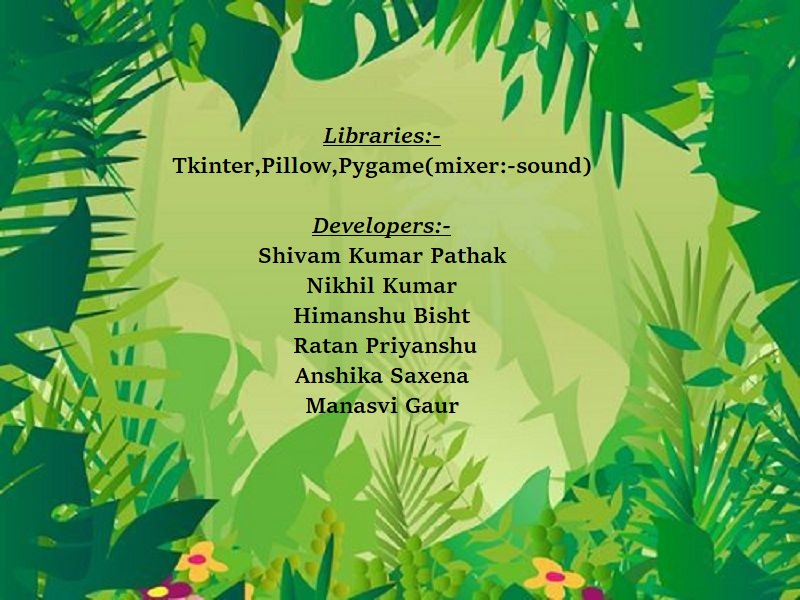 Libraries:-
Tkinter,Pillow,Pygame(mixer:-sound)
Developers:-
Shivam Kumar Pathak
Nikhil Kumar
Himanshu Bisht
Ratan Priyanshu
Anshika Saxena
Manasvi Gaur